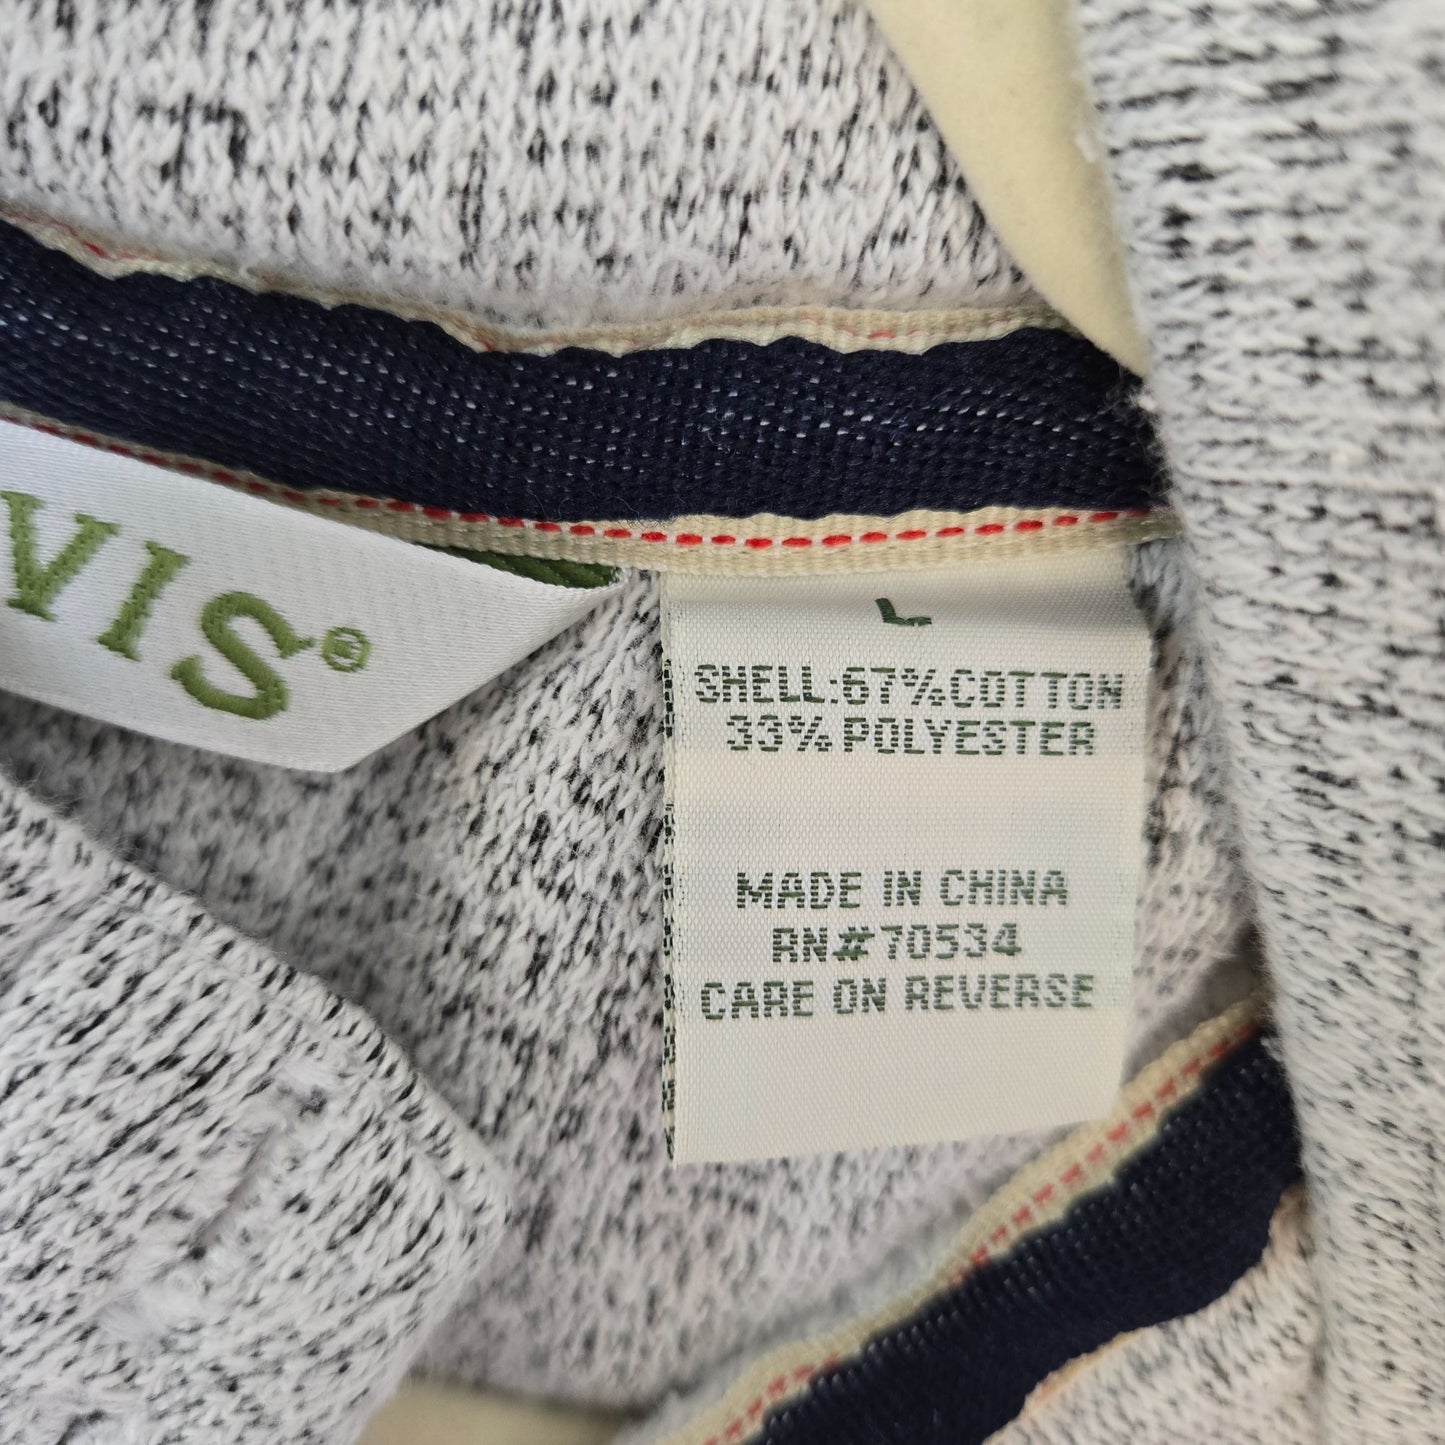 VIS®
L
SHELL:67%COTTON
33%POLYESTER
MADE IN CHINA
RN#70534
CARE ON REVERSE